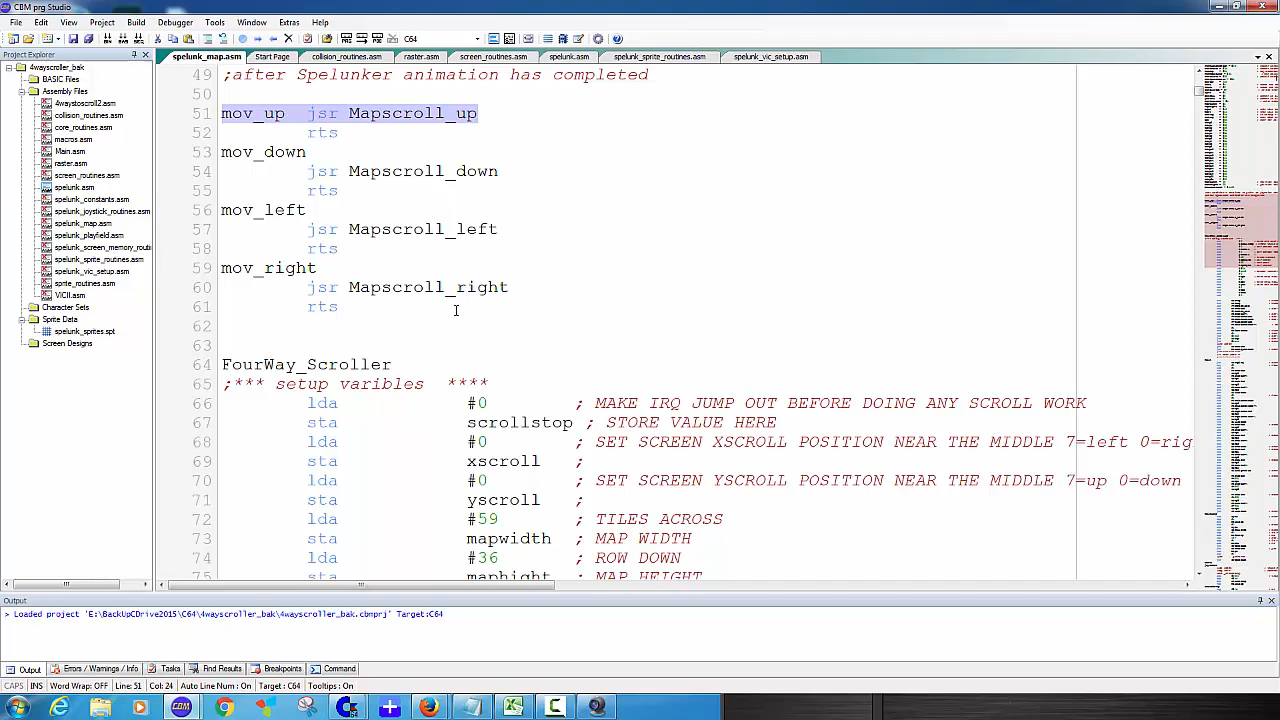 CBM prg Studio
File Edit View Project Build Debugger Tools Window Extras Help
C64
Project Explorer
spelunk_map.asm Start Page collision_routines.asm raster.asm screen_routines.asm spelunk.asm spelunk_sprite_routines.asm spelunk_vic_setup.asm
4wayscroller_bak
BASIC Files
Assembly Files
4waystoscroll2.asm
collision_routines.asm
core_routines.asm
macros.asm
Main.asm
raster.asm
screen_routines.asm
spelunk.asm
spelunk_constants.asm
spelunk_joystick_routines.asm
spelunk_map.asm
spelunk_playfield.asm
spelunk_screen_memory_routi
spelunk_sprite_routines.asm
spelunk_vic_setup.asm
sprite_routines.asm
VICII.asm
Character Sets
Sprite Data
spelunk_sprites.spt
Screen Designs
49 ;after Spelunker animation has completed
50
51 mov_up jsr Mapscroll_up
52 rts
53 mov_down
54 jsr Mapscroll_down
55 rts
56 mov_left
57 jsr Mapscroll_left
58 rts
59 mov_right
60 jsr Mapscroll_right
61 rts
62
63
64 FourWay_Scroller
65 ;*** setup varibles ****
66 lda #0 ; MAKE IRQ JUMP OUT BEFORE DOING ANY SCROLL WORK
67 sta scrollstop ; STORE VALUE HERE
68 lda #0 ; SET SCREEN XSCROLL POSITION NEAR THE MIDDLE 7=left 0=rig
69 sta xscroll ;
70 lda #0 ; SET SCREEN YSCROLL POSITION NEAR THE MIDDLE 7=up 0=down
71 sta yscroll ;
72 lda #59 ; TILES ACROSS
73 sta mapwidth ; MAP WIDTH
74 lda #36 ; ROW DOWN
75 sta maphight ; MAP HEIGHT
Output
> Loaded project 'E:\BackUpCDrive2015\C64\4wayscroller_bak\4wayscroller_bak.cbmprj' Target:C64
Output Errors / Warnings / Info Tasks Find Results Breakpoints Command
CAPS INS Word Wrap: OFF Line: 51 Col: 24 Auto Line Num : On Target : C64 Tooltips : On